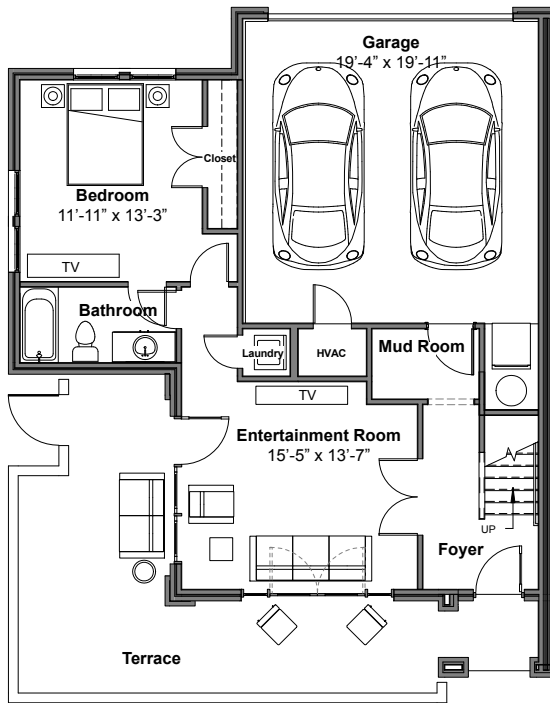 Garage
19’-4” x 19’-11”
Closet
Bedroom
11’-11” x 13’-3”
TV
Bathroom
Laundry
HVAC
Mud Room
TV
Entertainment Room
15’-5” x 13’-7”
UP
Foyer
Terrace